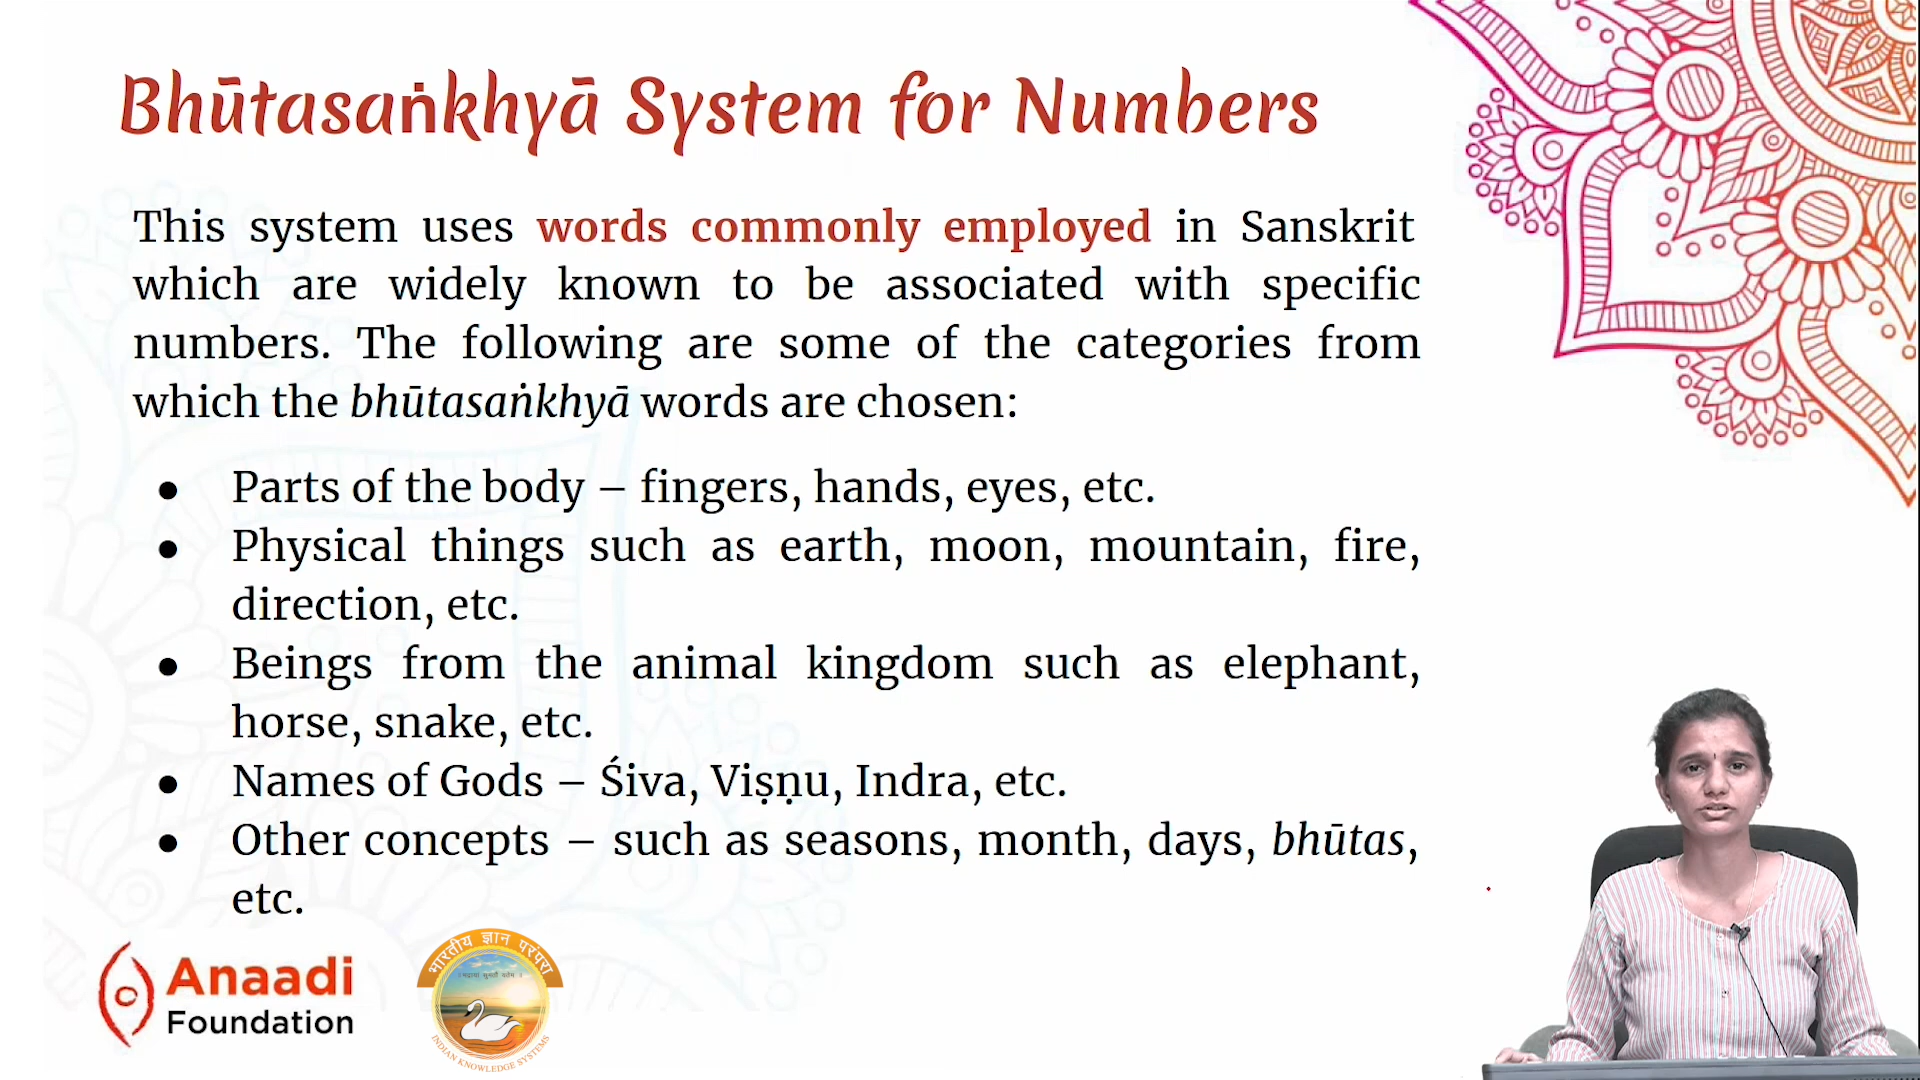 Bhūtasaṅkhyā System for Numbers
This system uses words commonly employed in Sanskrit
which are widely known to be associated with specific
numbers. The following are some of the categories from
which the bhūtasaṅkhyā words are chosen:
● Parts of the body – fingers, hands, eyes, etc.
● Physical things such as earth, moon, mountain, fire,
direction, etc.
● Beings from the animal kingdom such as elephant,
horse, snake, etc.
● Names of Gods – Śiva, Viṣṇu, Indra, etc.
● Other concepts – such as seasons, month, days, bhūtas,
etc.
Anaadi
Foundation
भारतीय ज्ञान परंपरा
INDIAN KNOWLEDGE SYSTEMS